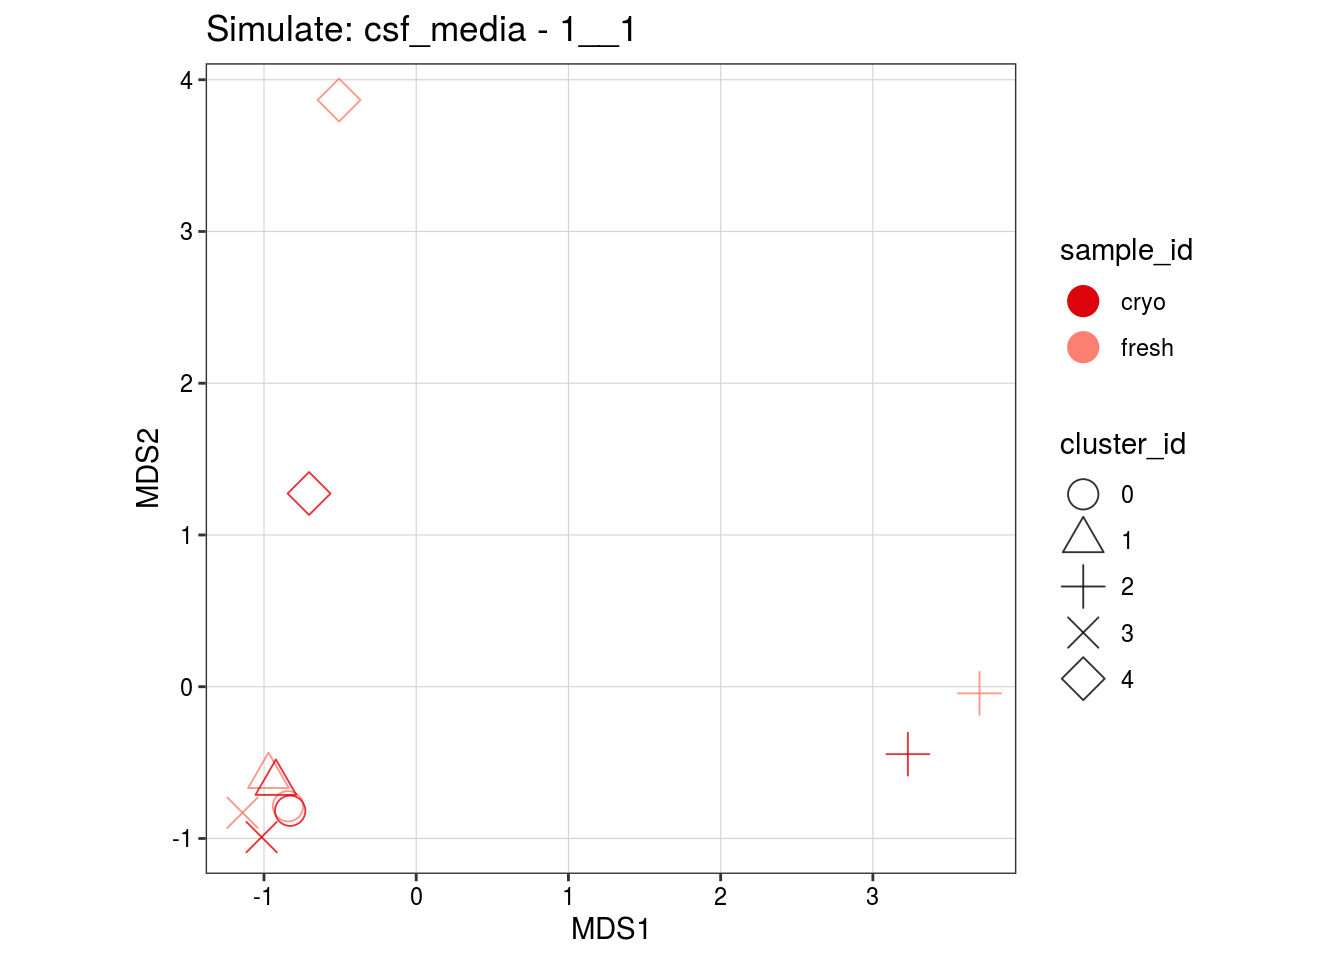 Simulate: csf_media - 1__1
4
3
2
1
0
-1
MDS2
-1
0
1
2
3
MDS1
sample_id
cryo
fresh
cluster_id
0
1
2
3
4